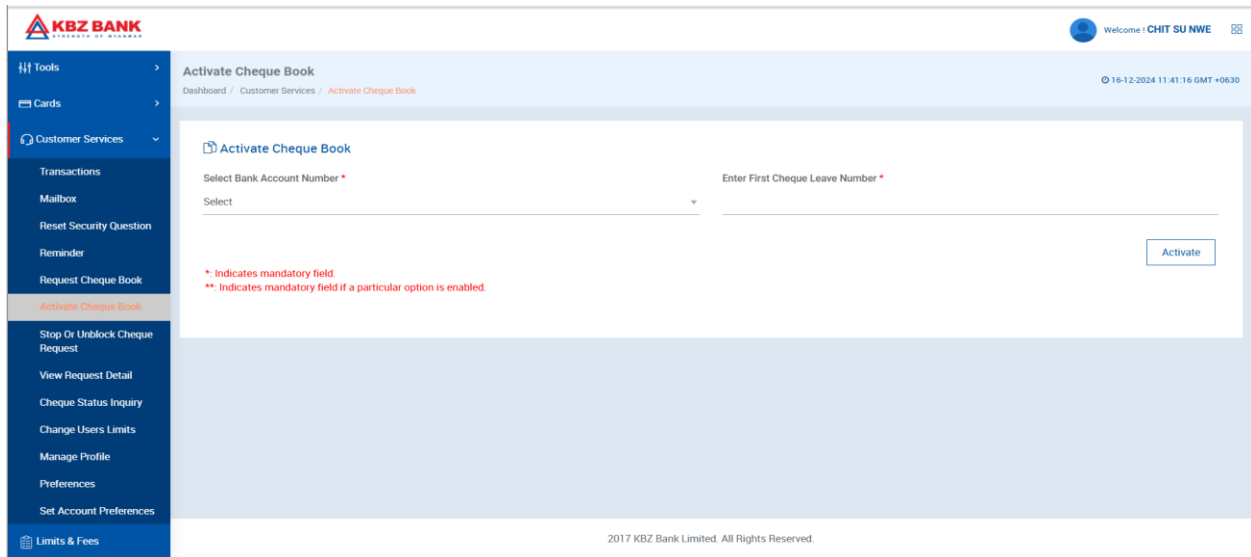 KBZ BANK
STRENGTH OF MYANMAR
Welcome ! CHIT SU NWE
Tools
Cards
Customer Services
Transactions
Mailbox
Reset Security Question
Reminder
Request Cheque Book
Activate Cheque Book
Stop Or Unblock Cheque
Request
View Request Detail
Cheque Status Inquiry
Change Users Limits
Manage Profile
Preferences
Set Account Preferences
Limits & Fees
Activate Cheque Book
Dashboard / Customer Services / Activate Cheque Book
16-12-2024 11:41:16 GMT +0630
Activate Cheque Book
Select Bank Account Number *
Select
Enter First Cheque Leave Number *
Activate
*: Indicates mandatory field.
**: Indicates mandatory field if a particular option is enabled.
2017 KBZ Bank Limited. All Rights Reserved.